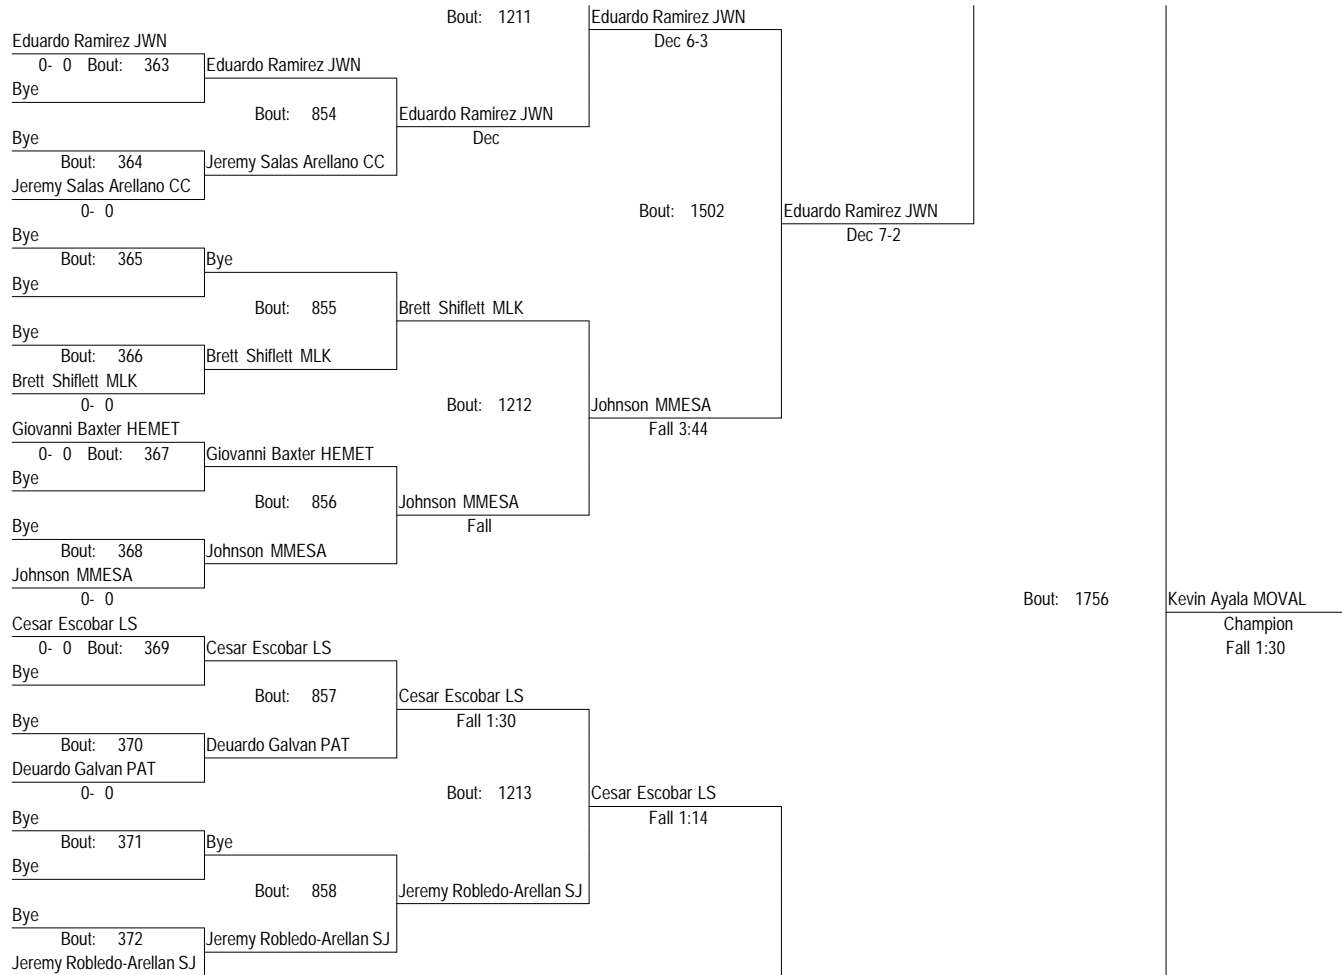 Bout: 1211 Eduardo Ramirez JWN
Eduardo Ramirez JWN Dec 6-3
0- 0 Bout: 363 Eduardo Ramirez JWN
Bye
Bout: 854 Eduardo Ramirez JWN
Bye Dec
Bout: 364 Jeremy Salas Arellano CC
Jeremy Salas Arellano CC
0- 0 Bout: 1502 Eduardo Ramirez JWN
Bye Dec 7-2
Bout: 365 Bye
Bye
Bout: 855 Brett Shiflett MLK
Bye
Bout: 366 Brett Shiflett MLK
Brett Shiflett MLK
0- 0 Bout: 1212 Johnson MMESA
Giovanni Baxter HEMET Fall 3:44
0- 0 Bout: 367 Giovanni Baxter HEMET
Bye
Bout: 856 Johnson MMESA
Bye Fall
Bout: 368 Johnson MMESA
Johnson MMESA
0- 0 Bout: 1756 Kevin Ayala MOVAL
Cesar Escobar LS Champion
0- 0 Bout: 369 Cesar Escobar LS Fall 1:30
Bye
Bout: 857 Cesar Escobar LS
Bye Fall 1:30
Bout: 370 Deuardo Galvan PAT
Deuardo Galvan PAT
0- 0 Bout: 1213 Cesar Escobar LS
Bye Fall 1:14
Bout: 371 Bye
Bye
Bout: 858 Jeremy Robledo-Arellan SJ
Bye
Bout: 372 Jeremy Robledo-Arellan SJ
Jeremy Robledo-Arellan SJ